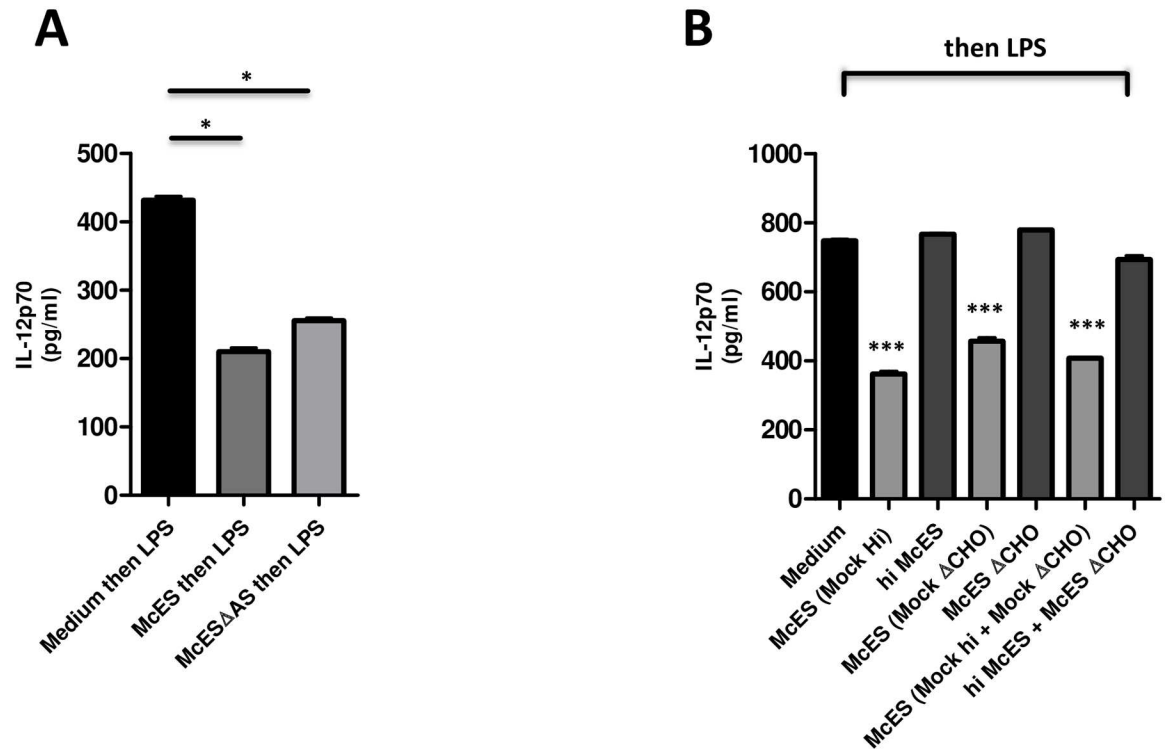 A
*
*
500
400
300
200
100
0
IL-12p70
(pg/ml)
Medium then LPS
McES then LPS
McESΔAS then LPS
B
then LPS
1000
800
600
400
200
0
IL-12p70
(pg/ml)
***
***
***
Medium
McES (Mock Hi)
hi McES
McES (Mock ΔCHO)
McES ΔCHO
McES (Mock hi + Mock ΔCHO)
hi McES + McES ΔCHO